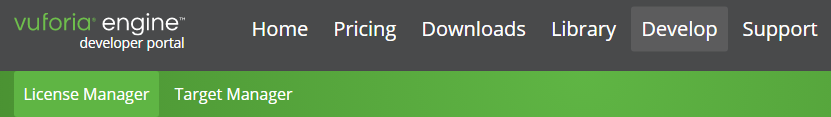 vuforia® engine™
developer portal
Home Pricing Downloads Library Develop Support
License Manager Target Manager